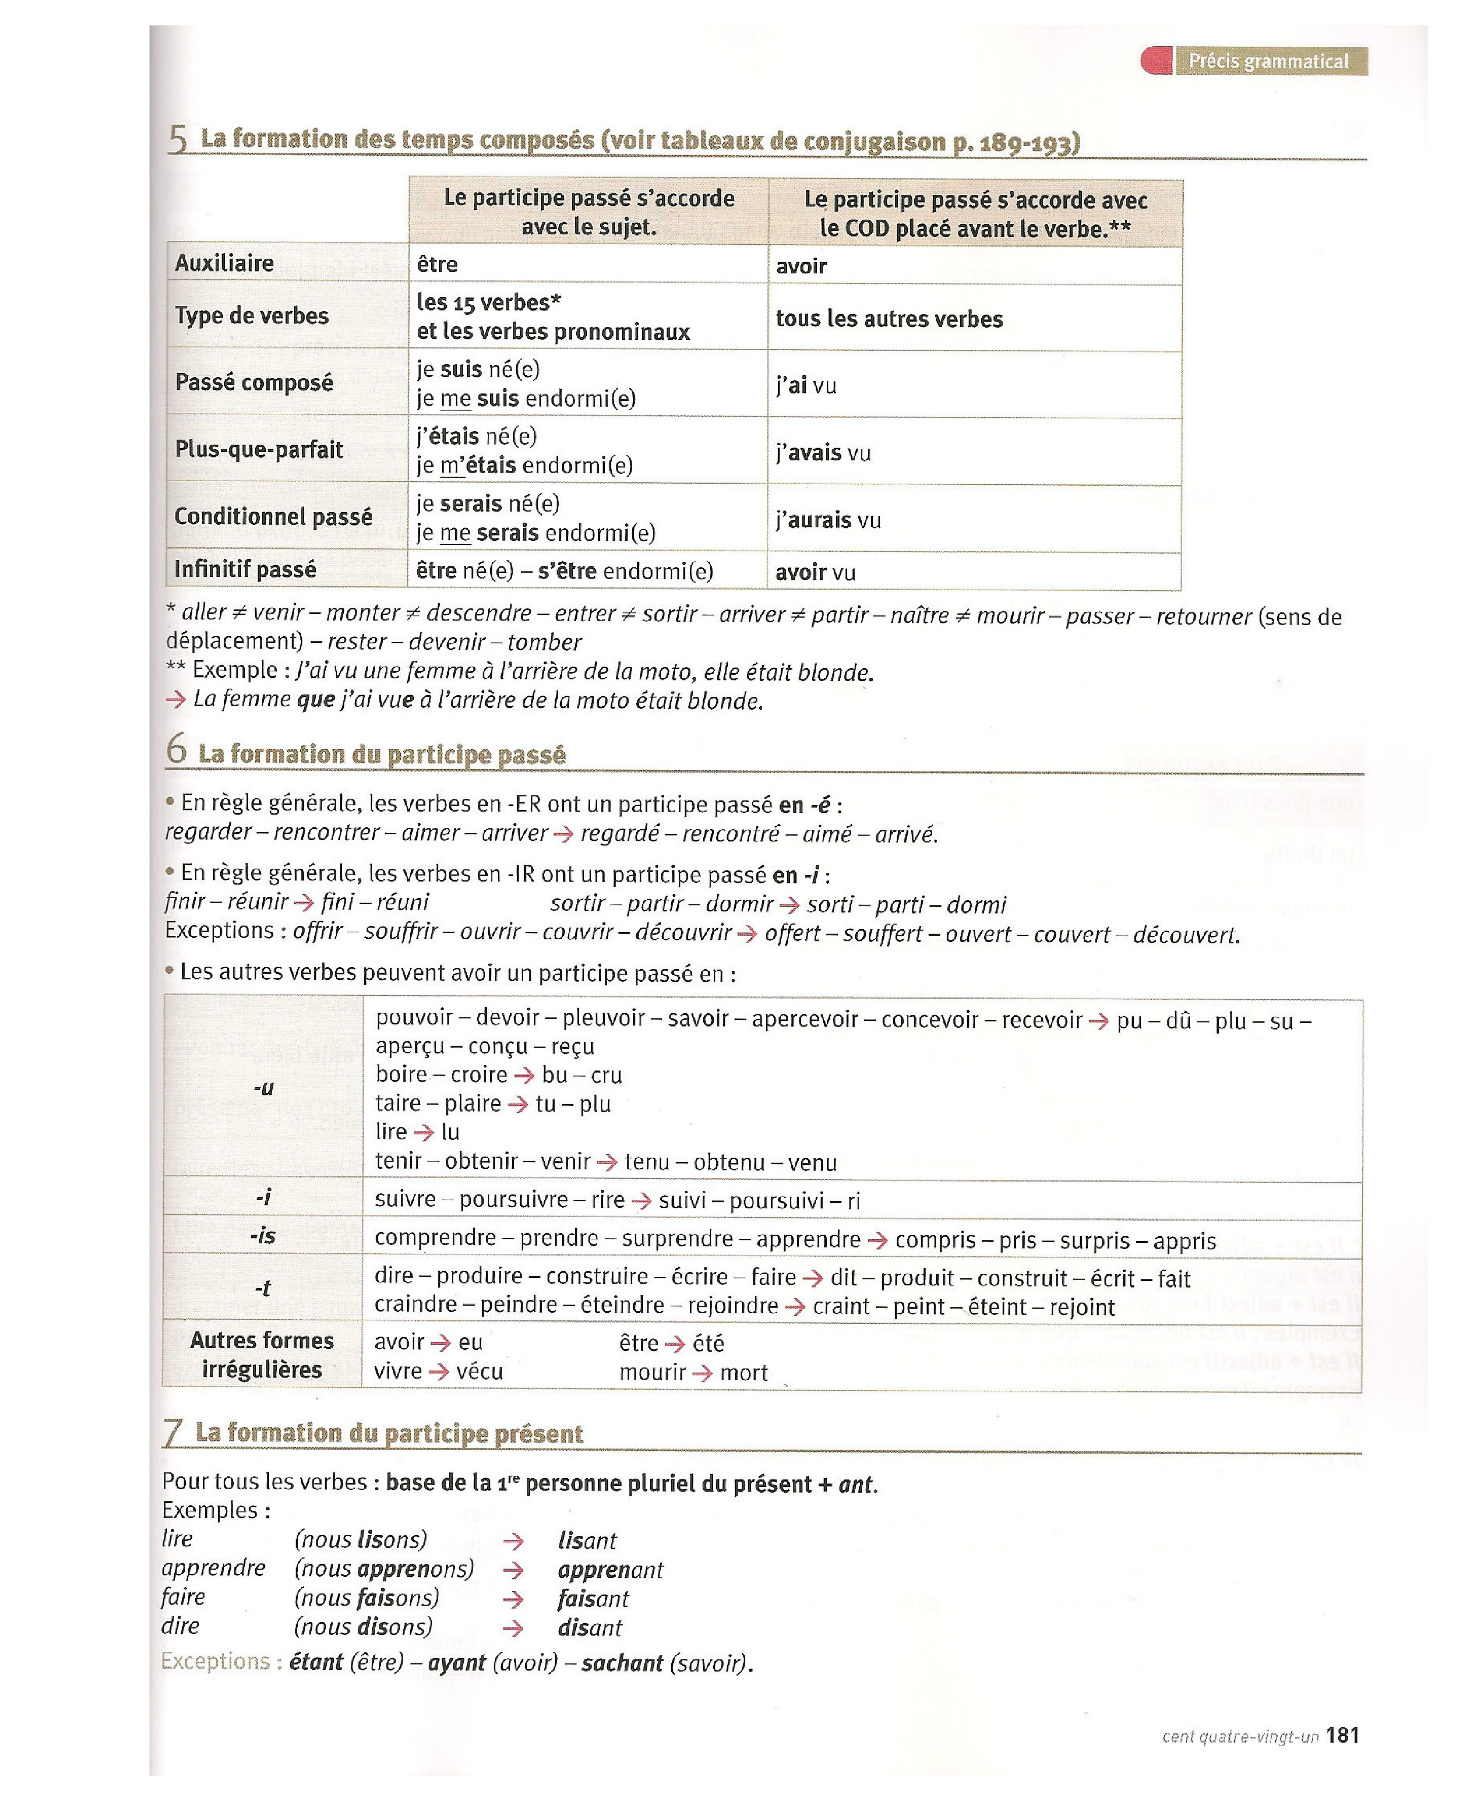 Précis grammatical
5 La formation des temps composés (voir tableaux de conjugaison p. 189-193)
Le participe passé s'accorde avec le sujet.
Le participe passé s'accorde avec le COD placé avant le verbe.**
Auxiliaire être avoir
Type de verbes les 15 verbes* et les verbes pronominaux tous les autres verbes
Passé composé je suis né(e) je me suis endormi(e) j'ai vu
Plus-que-parfait j'étais né(e) je m'étais endormi(e) j'avais vu
Conditionnel passé je serais né(e) je me serais endormi(e) j'aurais vu
Infinitif passé être né(e) – s'être endormi(e) avoir vu
* aller ≠ venir – monter ≠ descendre – entrer ≠ sortir – arriver ≠ partir – naître ≠ mourir – passer – retourner (sens de
déplacement) – rester – devenir – tomber
** Exemple : J'ai vu une femme à l'arrière de la moto, elle était blonde.
→ La femme que j'ai vue à l'arrière de la moto était blonde.
6 La formation du participe passé
• En règle générale, les verbes en -ER ont un participe passé en -é :
regarder – rencontrer – aimer – arriver → regardé – rencontré – aimé – arrivé.
• En règle générale, les verbes en -IR ont un participe passé en -i :
finir – réunir → fini – réuni sortir – partir – dormir → sorti – parti – dormi
Exceptions : offrir – souffrir – ouvrir – couvrir – découvrir → offert – souffert – ouvert – couvert – découvert.
• Les autres verbes peuvent avoir un participe passé en :
-u
pouvoir – devoir – pleuvoir – savoir – apercevoir – concevoir – recevoir → pu – dû – plu – su –
aperçu – conçu – reçu
boire – croire → bu – cru
taire – plaire → tu – plu
lire → lu
tenir – obtenir – venir → tenu – obtenu – venu
-i suivre – poursuivre – rire → suivi – poursuivi – ri
-is comprendre – prendre – surprendre – apprendre → compris – pris – surpris – appris
-t
dire – produire – construire – écrire – faire → dit – produit – construit – écrit – fait
craindre – peindre – éteindre – rejoindre → craint – peint – éteint – rejoint
Autres formes irrégulières
avoir → eu être → été
vivre → vécu mourir → mort
7 La formation du participe présent
Pour tous les verbes : base de la 1re personne pluriel du présent + ant.
Exemples :
lire (nous lisons) → lisant
apprendre (nous apprenons) → apprenant
faire (nous faisons) → faisant
dire (nous disons) → disant
Exceptions : étant (être) – ayant (avoir) – sachant (savoir).
cent quatre-vingt-un 181